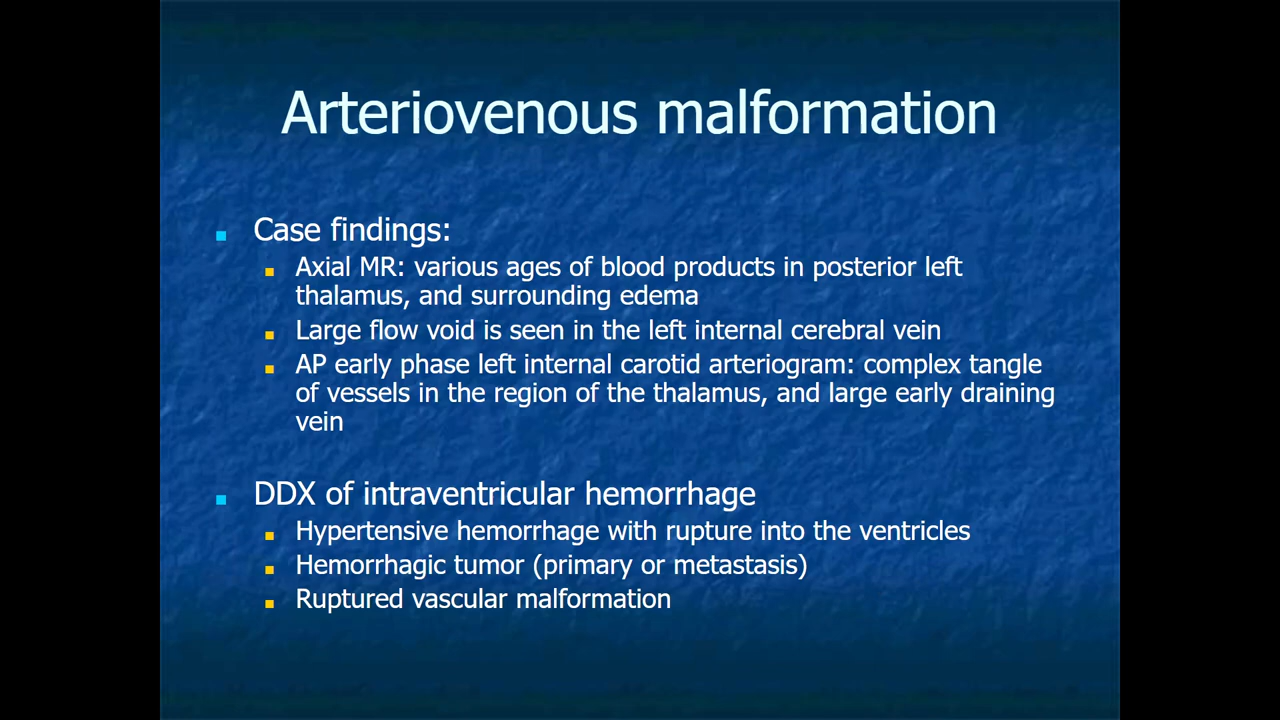 Arteriovenous malformation
Case findings:
Axial MR: various ages of blood products in posterior left
thalamus, and surrounding edema
Large flow void is seen in the left internal cerebral vein
AP early phase left internal carotid arteriogram: complex tangle
of vessels in the region of the thalamus, and large early draining
vein
DDX of intraventricular hemorrhage
Hypertensive hemorrhage with rupture into the ventricles
Hemorrhagic tumor (primary or metastasis)
Ruptured vascular malformation